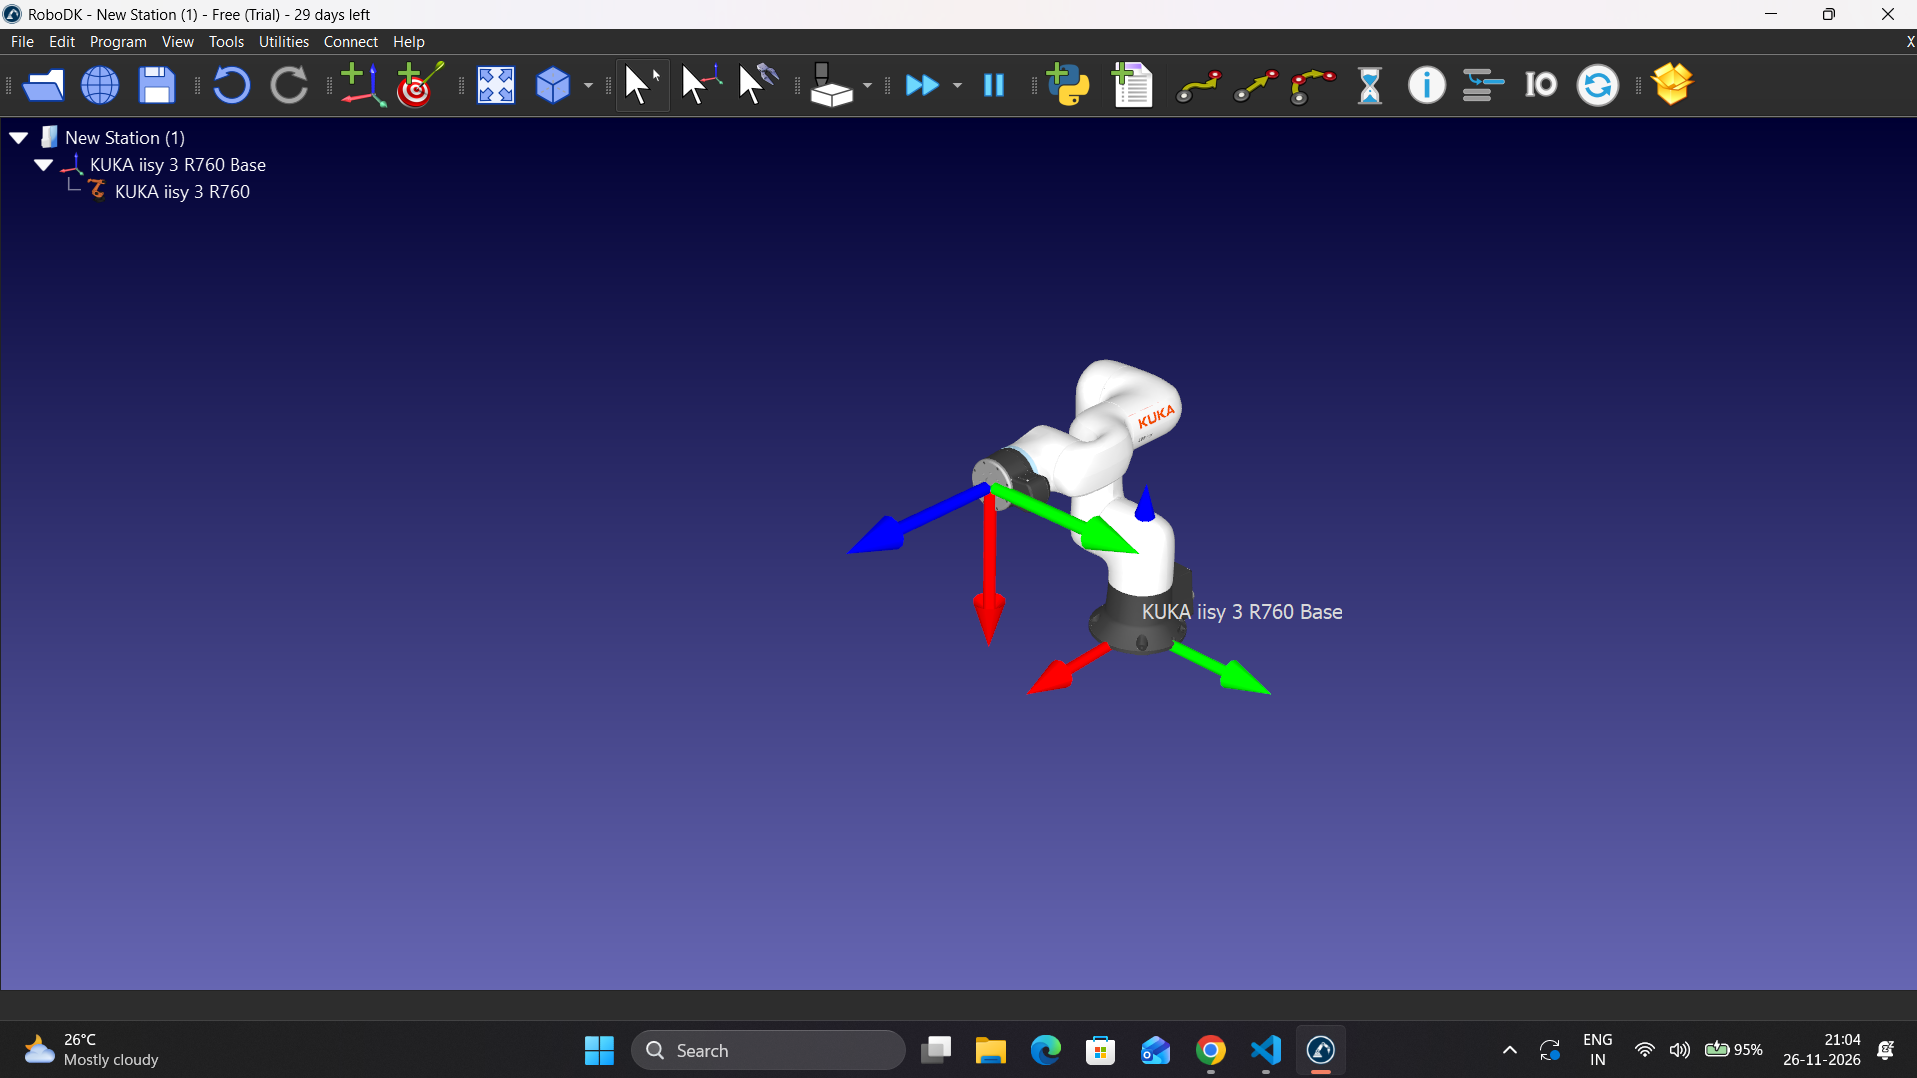 RoboDK - New Station (1) - Free (Trial) - 29 days left
File Edit Program View Tools Utilities Connect Help
X
IO
New Station (1)
KUKA iisy 3 R760 Base
KUKA iisy 3 R760
KUKA
KUKA iisy 3 R760 Base
26°C
Mostly cloudy
Search
ENG
IN
95%
21:04
26-11-2026